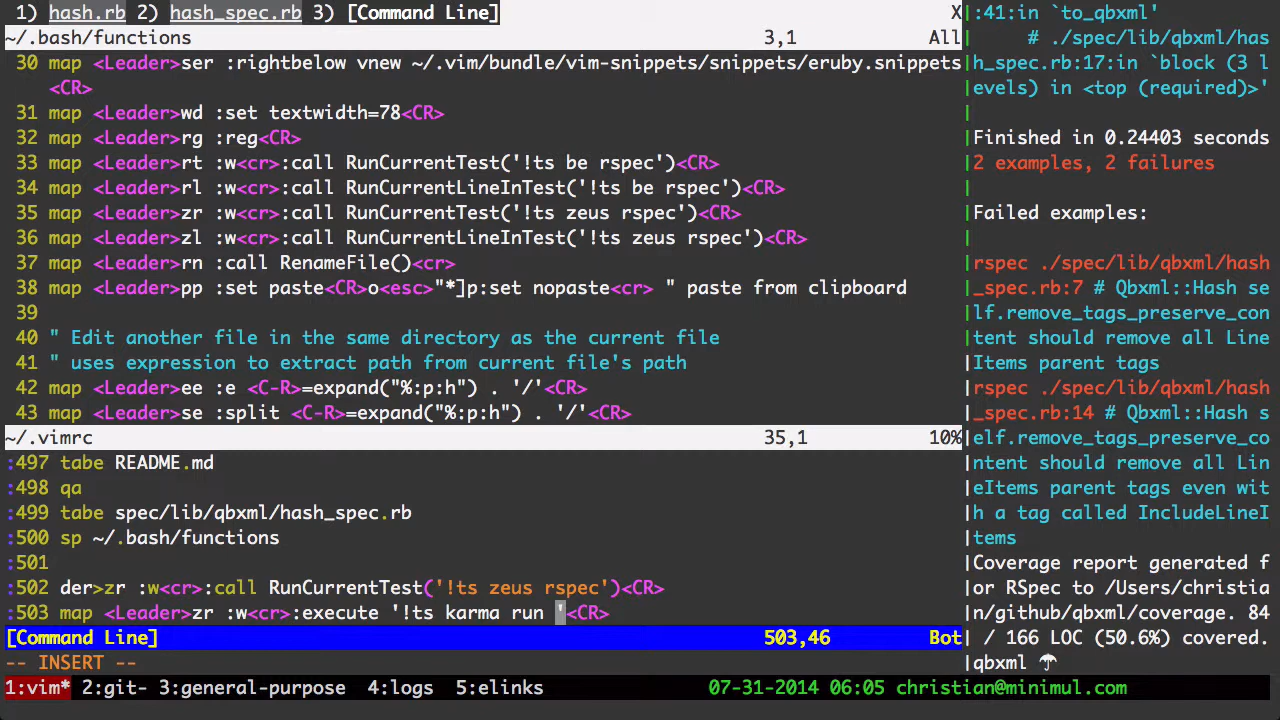 1) hash.rb 2) hash_spec.rb 3) [Command Line] X
~/.bash/functions 3,1 All
30 map <Leader>ser :rightbelow vnew ~/.vim/bundle/vim-snippets/snippets/eruby.snippets
<CR>
31 map <Leader>wd :set textwidth=78<CR>
32 map <Leader>rg :reg<CR>
33 map <Leader>rt :w<cr>:call RunCurrentTest('!ts be rspec')<CR>
34 map <Leader>rl :w<cr>:call RunCurrentLineInTest('!ts be rspec')<CR>
35 map <Leader>zr :w<cr>:call RunCurrentTest('!ts zeus rspec')<CR>
36 map <Leader>zl :w<cr>:call RunCurrentLineInTest('!ts zeus rspec')<CR>
37 map <Leader>rn :call RenameFile()<cr>
38 map <Leader>pp :set paste<CR>o<esc>"*]p:set nopaste<cr> " paste from clipboard
39
40 " Edit another file in the same directory as the current file
41 " uses expression to extract path from current file's path
42 map <Leader>ee :e <C-R>=expand("%:p:h") . '/'<CR>
43 map <Leader>se :split <C-R>=expand("%:p:h") . '/'<CR>
~/.vimrc 35,1 10%
:497 tabe README.md
:498 qa
:499 tabe spec/lib/qbxml/hash_spec.rb
:500 sp ~/.bash/functions
:501
:502 der>zr :w<cr>:call RunCurrentTest('!ts zeus rspec')<CR>
:503 map <Leader>zr :w<cr>:execute '!ts karma run '<CR>
[Command Line] 503,46 Bot
-- INSERT --
|:41:in `to_qbxml'
|     # ./spec/lib/qbxml/has
|h_spec.rb:17:in `block (3 l
|evels) in <top (required)>'
|
|Finished in 0.24403 seconds
|2 examples, 2 failures
|
|Failed examples:
|
|rspec ./spec/lib/qbxml/hash
|_spec.rb:7 # Qbxml::Hash se
|lf.remove_tags_preserve_con
|tent should remove all Line
|Items parent tags
|rspec ./spec/lib/qbxml/hash
|_spec.rb:14 # Qbxml::Hash s
|elf.remove_tags_preserve_co
|ntent should remove all Lin
|eItems parent tags even wit
|h a tag called IncludeLineI
|tems
|Coverage report generated f
|or RSpec to /Users/christia
|n/github/qbxml/coverage. 84
|/ 166 LOC (50.6%) covered.
|qbxml ☂
1:vim* 2:git- 3:general-purpose 4:logs 5:elinks 07-31-2014 06:05 christian@minimul.com